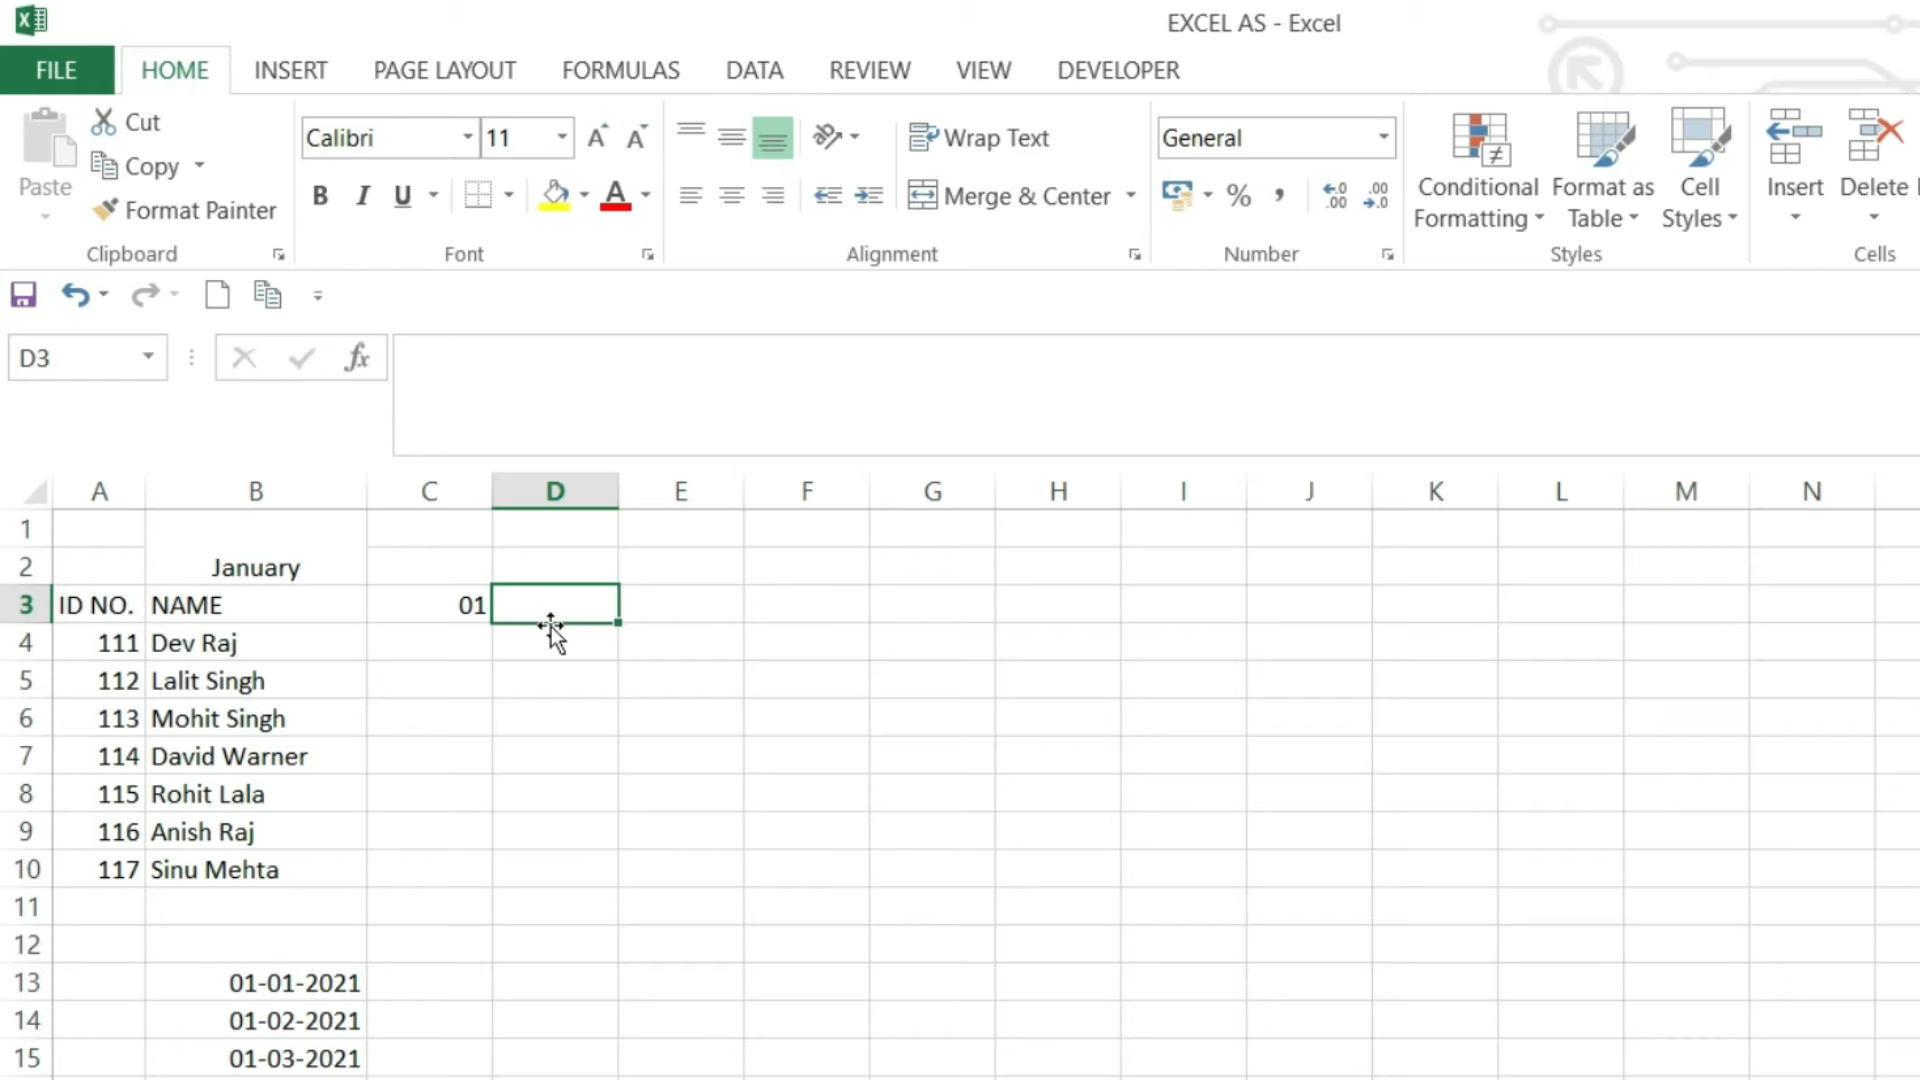 EXCEL AS - Excel
FILE HOME INSERT PAGE LAYOUT FORMULAS DATA REVIEW VIEW DEVELOPER
Paste
Cut
Copy
Format Painter
Clipboard
Calibri 11
B I U A
Font
Wrap Text
Merge & Center
Alignment
General
% , .0 .00 .00 .0
Number
Conditional Formatting
Format as Table
Cell Styles
Styles
Insert
Delete
Cells
D3 fx
A B C D E F G H I J K L M N
1
2 January
3 ID NO. NAME 01
4 111 Dev Raj
5 112 Lalit Singh
6 113 Mohit Singh
7 114 David Warner
8 115 Rohit Lala
9 116 Anish Raj
10 117 Sinu Mehta
11
12
13 01-01-2021
14 01-02-2021
15 01-03-2021